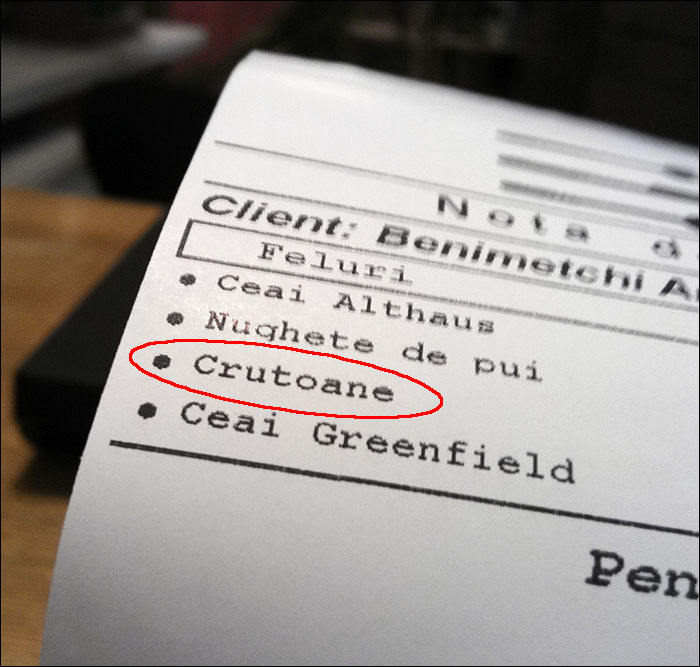 Nota d
Client: Benimetchi A
Feluri
• Ceai Althaus
• Nughete de pui
• Crutoane
• Ceai Greenfield
Pen